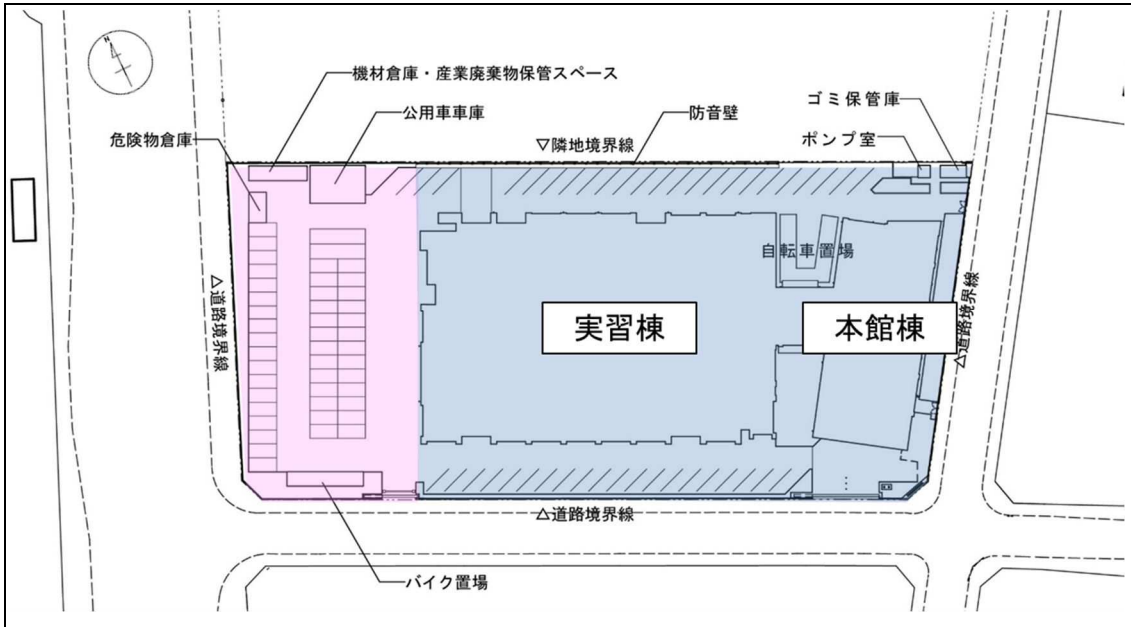 N
機材倉庫・産業廃棄物保管スペース
公用車車庫
危険物倉庫
防音壁
ゴミ保管庫
ポンプ室
▽隣地境界線
自転車置場
実習棟
本館棟
△道路境界線
△道路境界線
△道路境界線
バイク置場